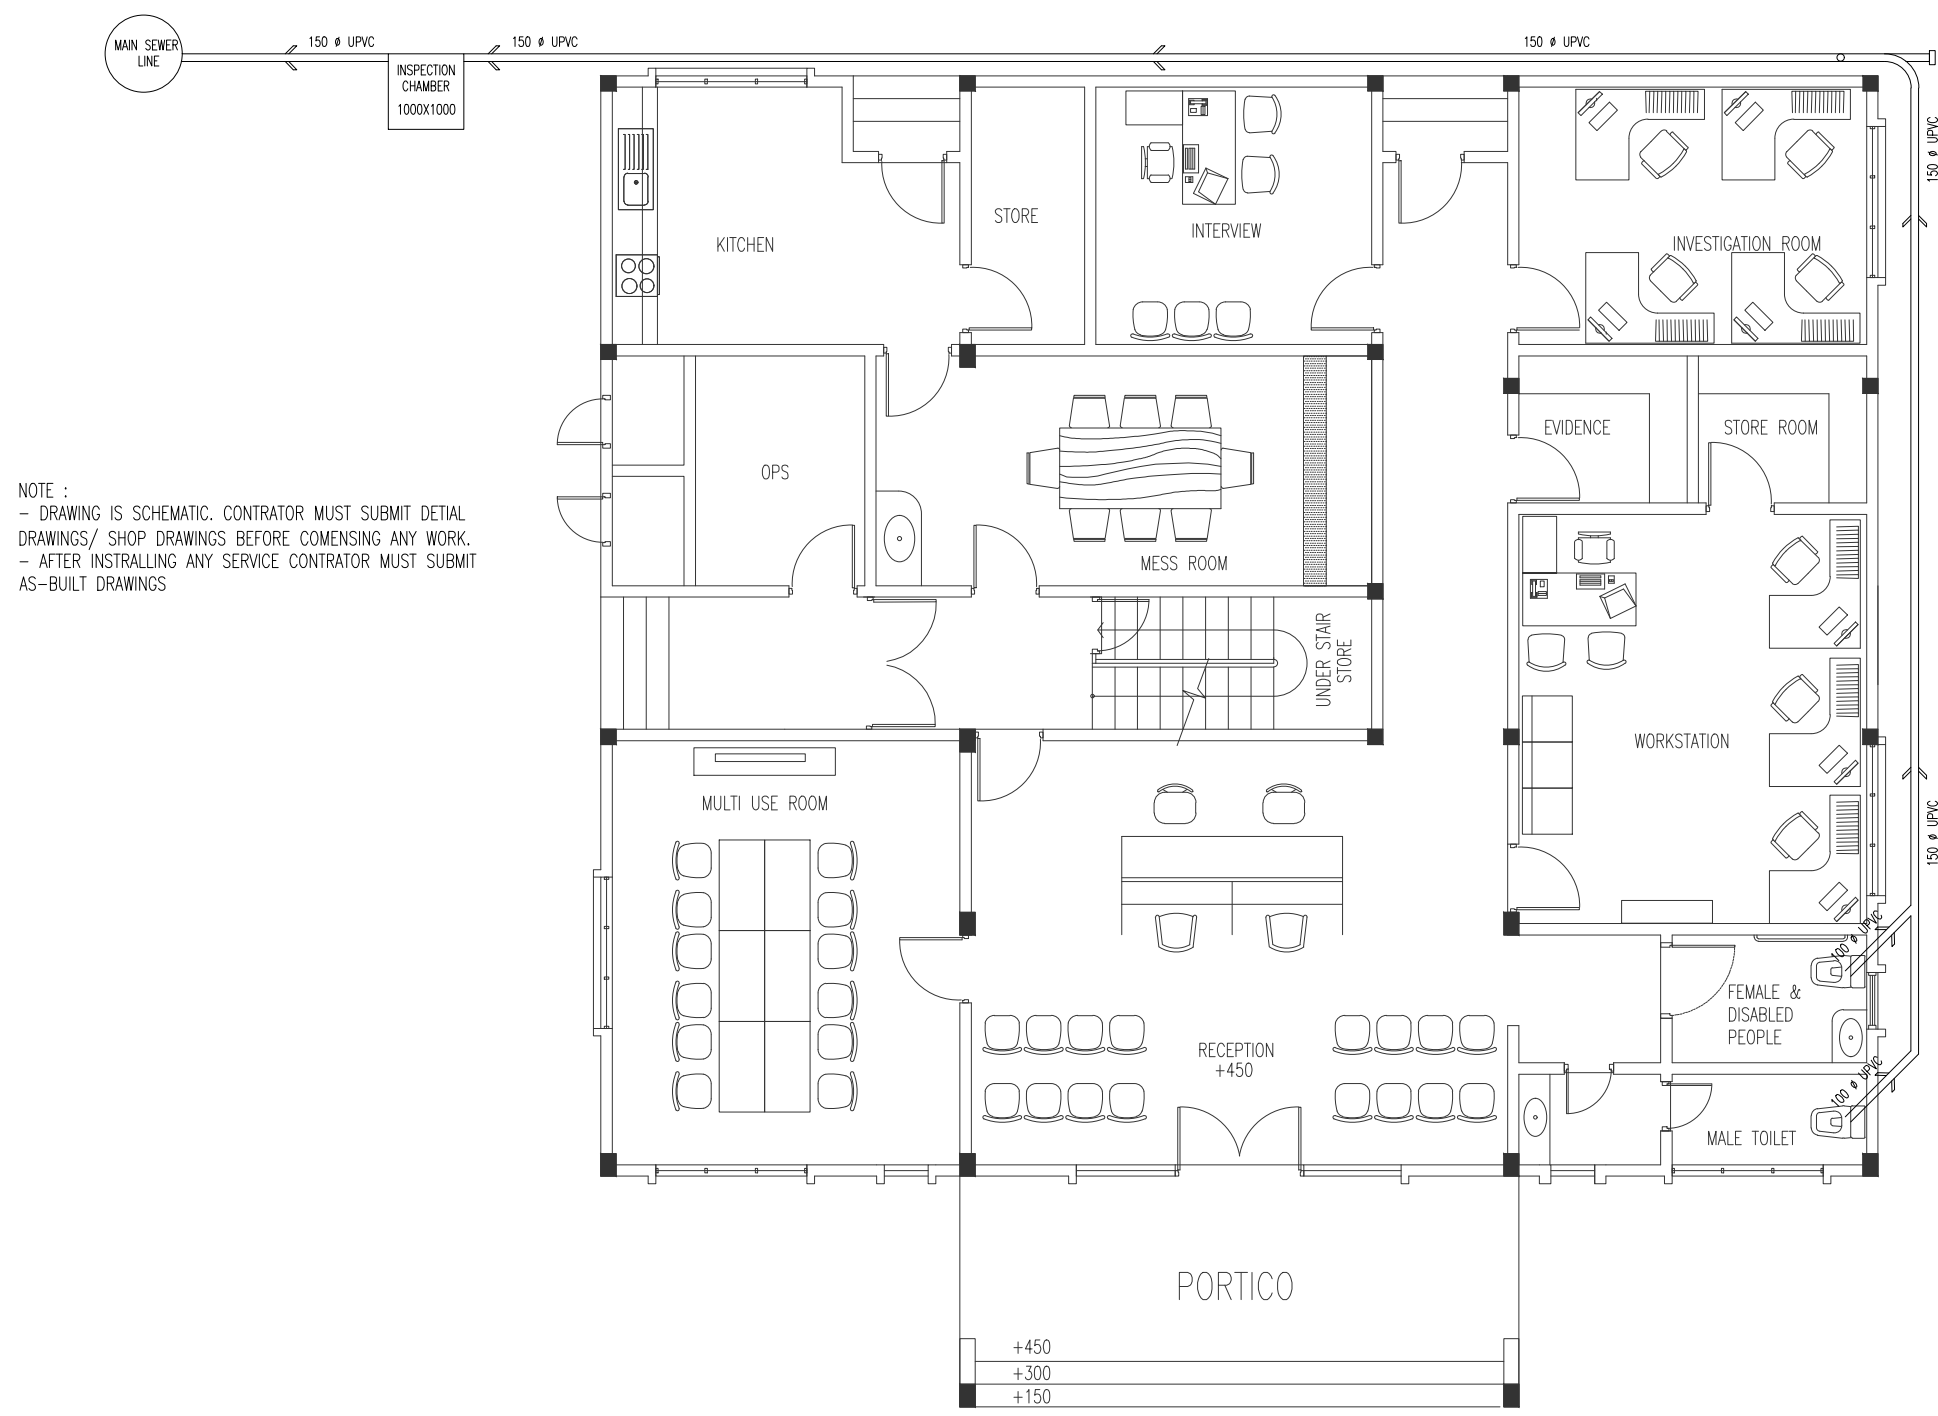 MAIN SEWER
LINE
150 ø UPVC
INSPECTION
CHAMBER
1000X1000
150 ø UPVC
150 ø UPVC
150 ø UPVC
KITCHEN
STORE
INTERVIEW
INVESTIGATION ROOM
OPS
EVIDENCE
STORE ROOM
NOTE :
- DRAWING IS SCHEMATIC. CONTRATOR MUST SUBMIT DETIAL
DRAWINGS/ SHOP DRAWINGS BEFORE COMENSING ANY WORK.
- AFTER INSTRALLING ANY SERVICE CONTRATOR MUST SUBMIT
AS-BUILT DRAWINGS
MESS ROOM
UNDER STAIR
STORE
WORKSTATION
MULTI USE ROOM
150 ø UPVC
100 ø UPVC
FEMALE &
DISABLED
PEOPLE
RECEPTION
+450
100 ø UPVC
MALE TOILET
PORTICO
+450
+300
+150